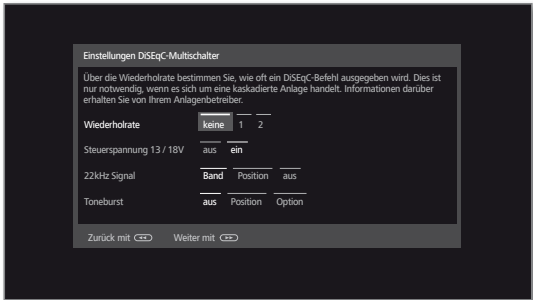 Einstellungen DiSEqC-Multischalter
Über die Wiederholrate bestimmen Sie, wie oft ein DiSEqC-Befehl ausgegeben wird. Dies ist
nur notwendig, wenn es sich um eine kaskadierte Anlage handelt. Informationen darüber
erhalten Sie von Ihrem Anlagenbetreiber.
Wiederholrate keine 1 2
Steuerspannung 13 / 18V aus ein
22kHz Signal Band Position aus
Toneburst aus Position Option
Zurück mit Weiter mit